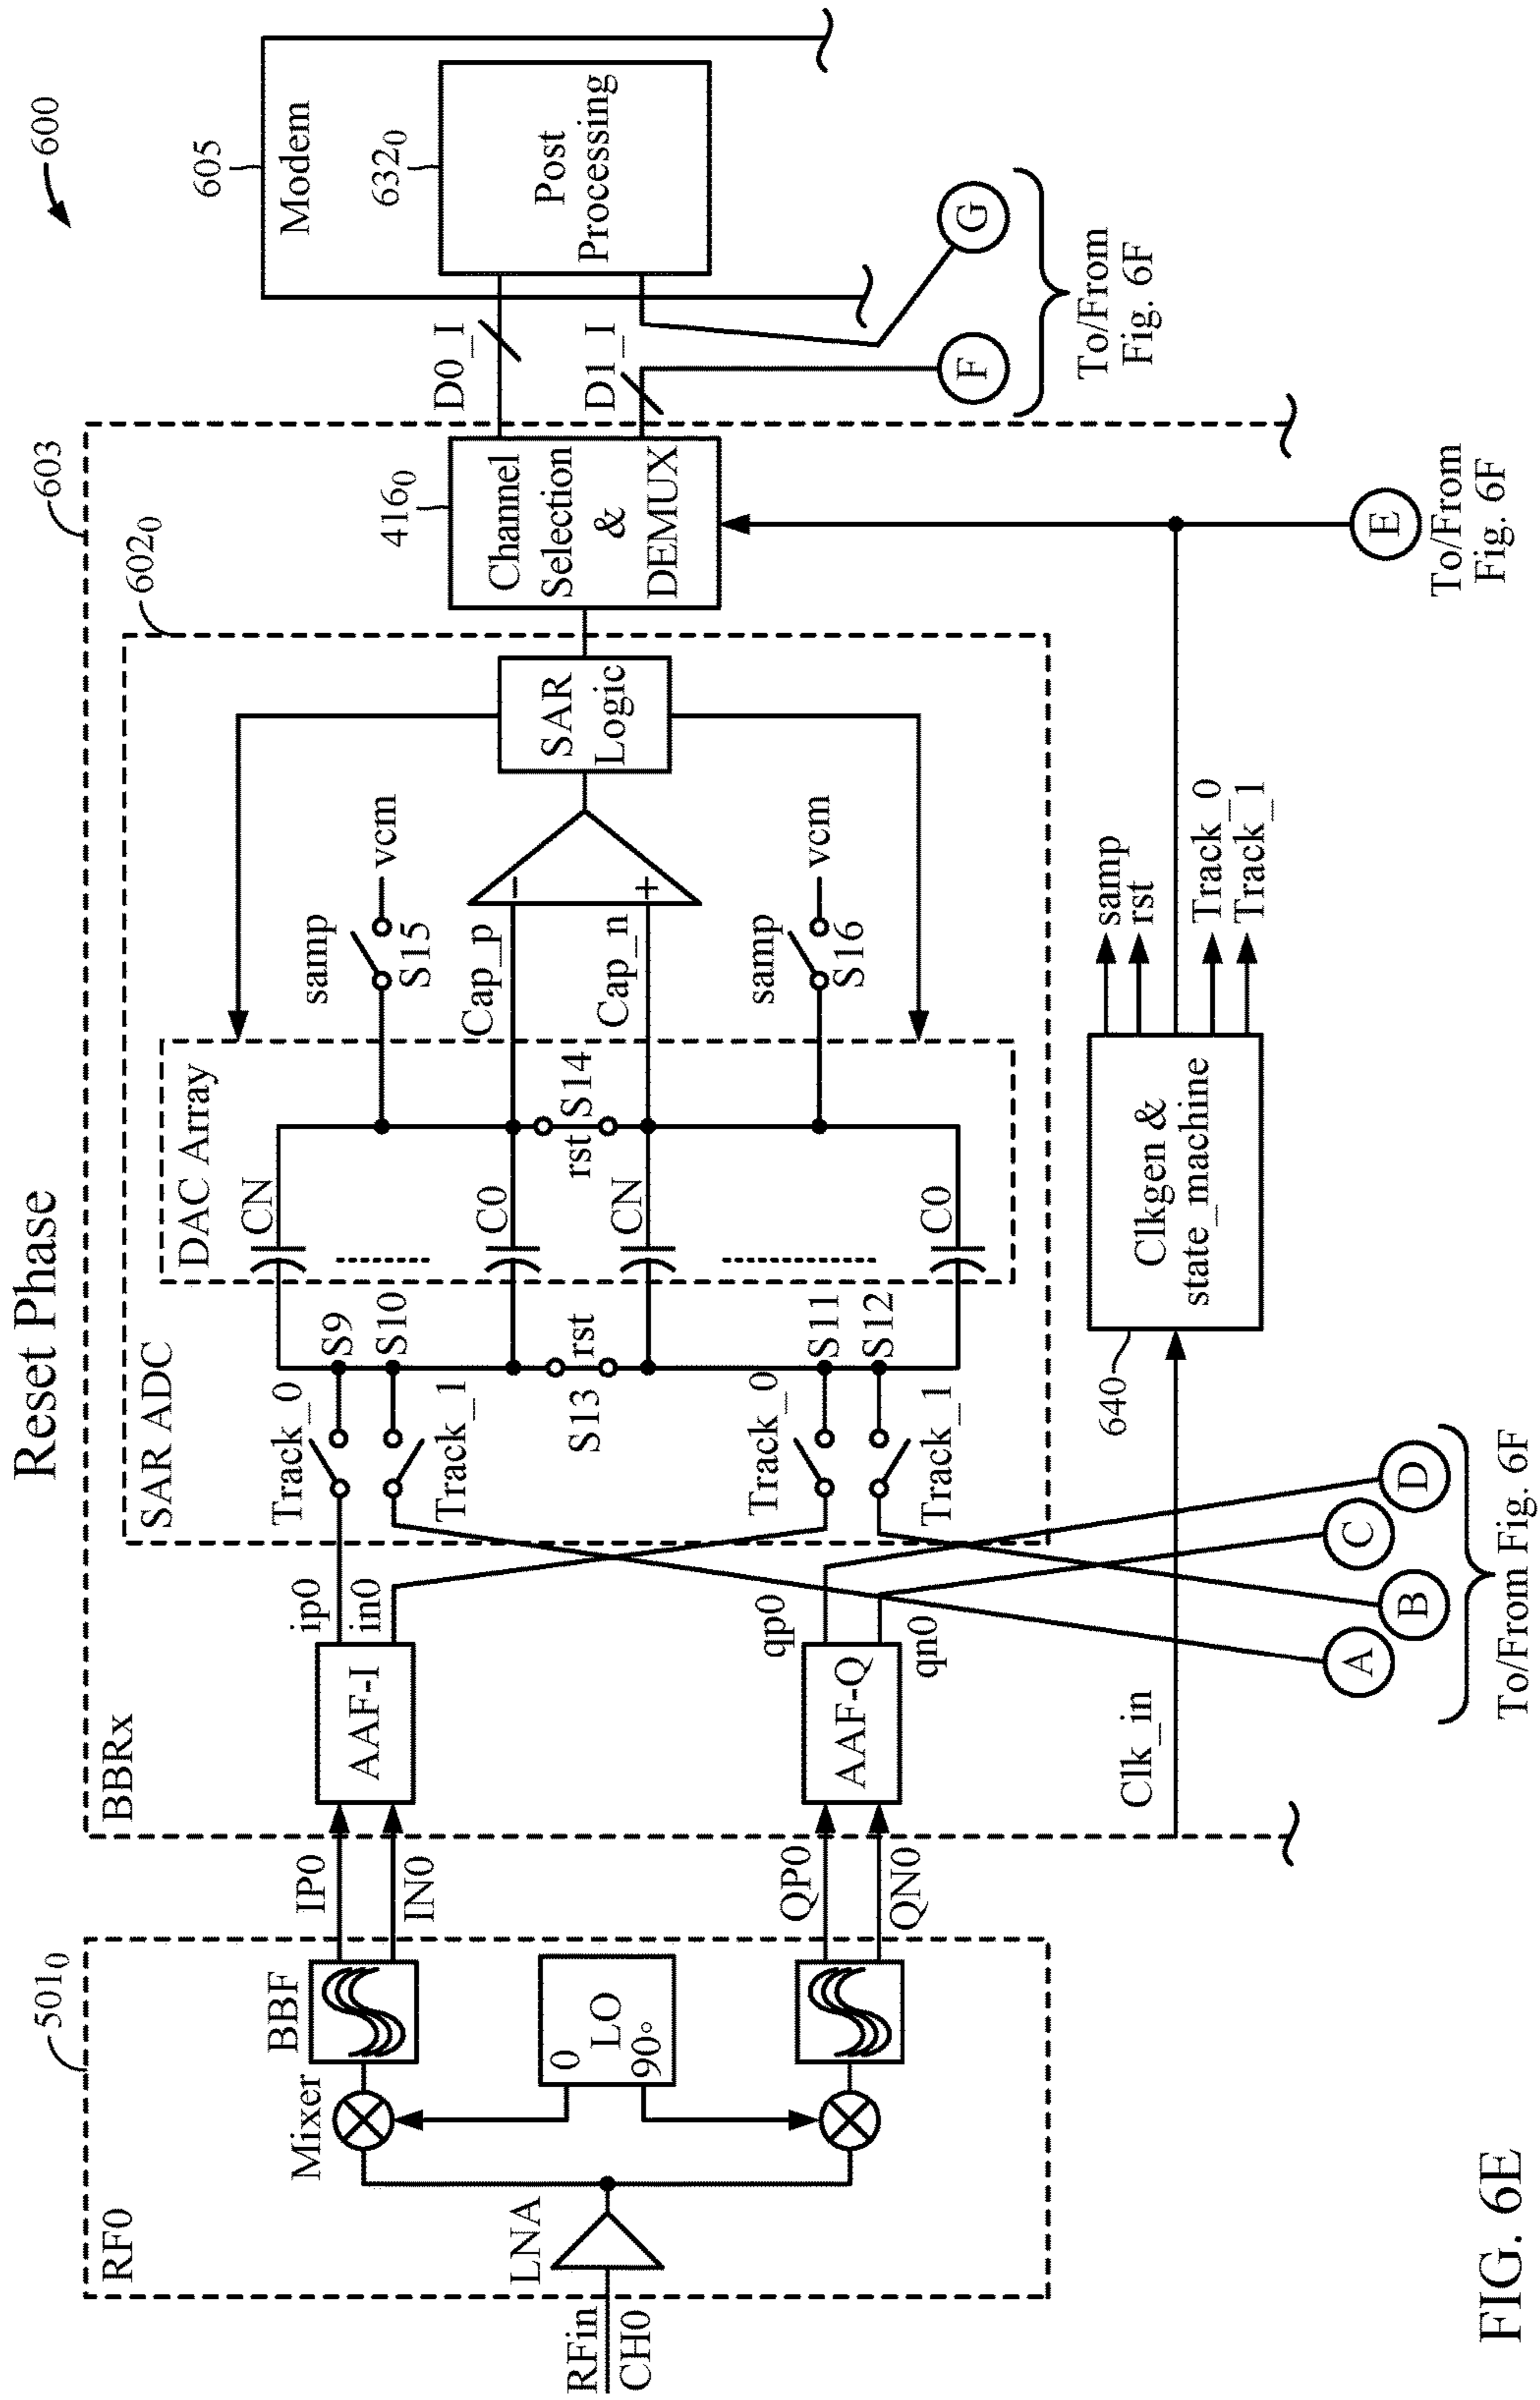 Reset Phase
600
501₀
RF0
RFin
CH0
LNA
Mixer
BBF
0
LO
90°
IP0
IN0
QP0
QN0
603
BBRx
AAF-I
ip0
in0
AAF-Q
qp0
qn0
602₀
SAR ADC
Track_0
S9
S10
Track_1
S13
rst
Track_0
S11
S12
Track_1
DAC Array
CN
C0
CN
C0
rst
S14
samp
S15
vcm
Cap_p
Cap_n
samp
S16
vcm
−
+
SAR
Logic
416₀
Channel
Selection
&
DEMUX
D0_I
D1_I
605
Modem
632₀
Post
Processing
F
G
To/From
Fig. 6F
Clk_in
640
Clkgen &
state_machine
samp
rst
Track_0
Track_1
E
To/From
Fig. 6F
A
B
C
D
To/From Fig. 6F
FIG. 6E